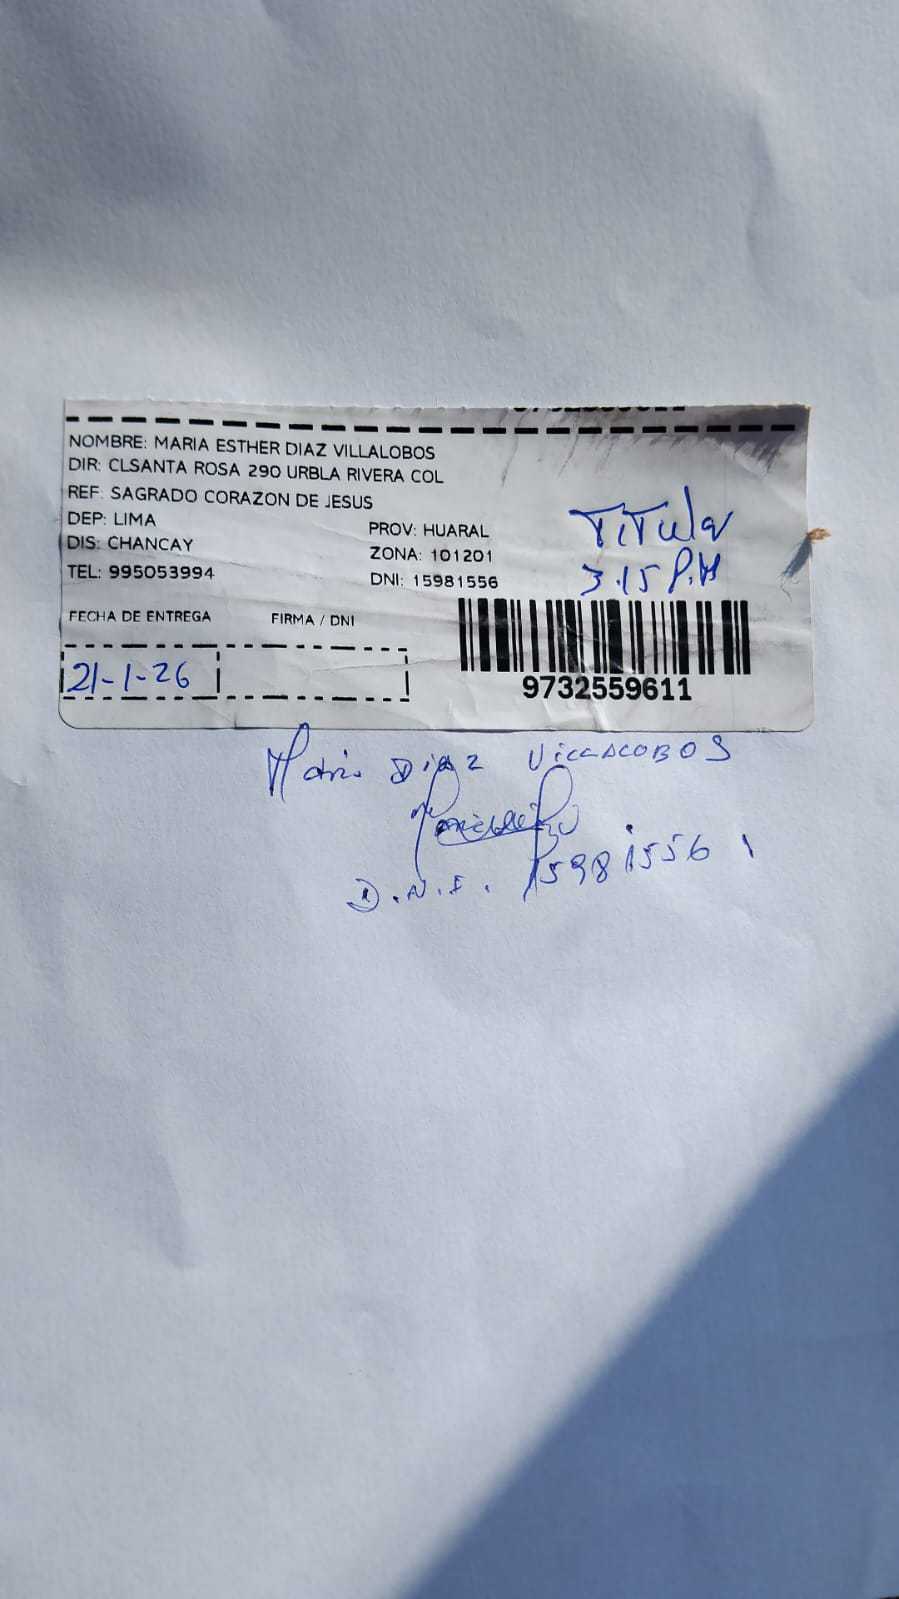 NOMBRE: MARIA ESTHER DIAZ VILLALOBOS
DIR: CLSANTA ROSA 290 URBLA RIVERA COL
REF: SAGRADO CORAZON DE JESUS
DEP: LIMA
PROV: HUARAL
DIS: CHANCAY
ZONA: 101201
TEL: 995053994
DNI: 15981556
Titular
3.15 P.M
FECHA DE ENTREGA
FIRMA / DNI
21-1-26
9732559611
Maria Diaz Villalobos
D.N.I. 15981556